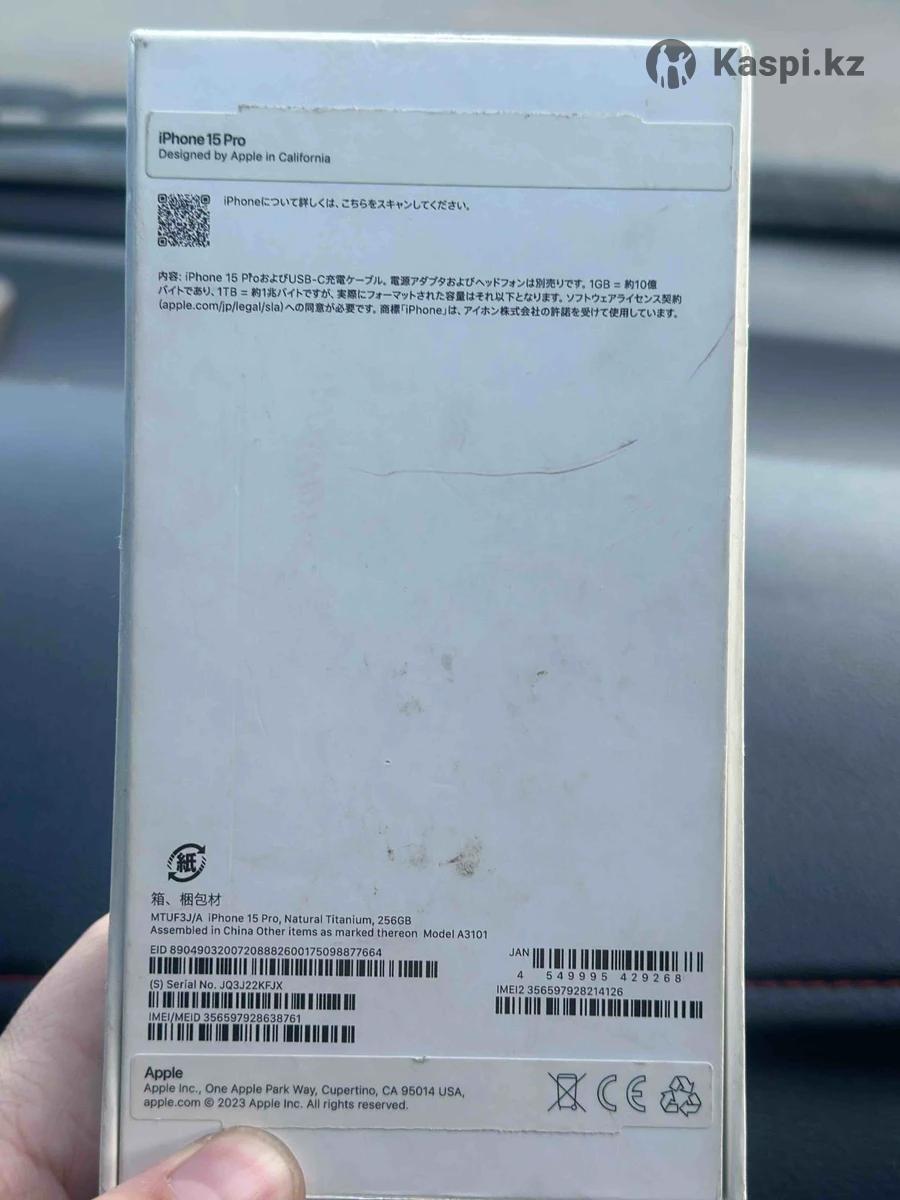 Kaspi.kz
iPhone 15 Pro
Designed by Apple in California
iPhoneについて詳しくは、こちらをスキャンしてください。
内容: iPhone 15 ProおよびUSB-C充電ケーブル。電源アダプタおよびヘッドフォンは別売りです。1GB = 約10億
バイトであり、1TB = 約1兆バイトですが、実際にフォーマットされた容量はそれ以下となります。ソフトウェアライセンス契約
(apple.com/jp/legal/sla)への同意が必要です。商標「iPhone」は、アイホン株式会社の許諾を受けて使用しています。
紙
箱、梱包材
MTUF3J/A iPhone 15 Pro, Natural Titanium, 256GB
Assembled in China Other items as marked thereon Model A3101
EID 89049032007208882600175098877664
JAN
4 549995 429268
(S) Serial No. JQ3J22KFJX
IMEI2 356597928214126
IMEI/MEID 356597928638761
Apple
Apple Inc., One Apple Park Way, Cupertino, CA 95014 USA,
apple.com © 2023 Apple Inc. All rights reserved.
CE